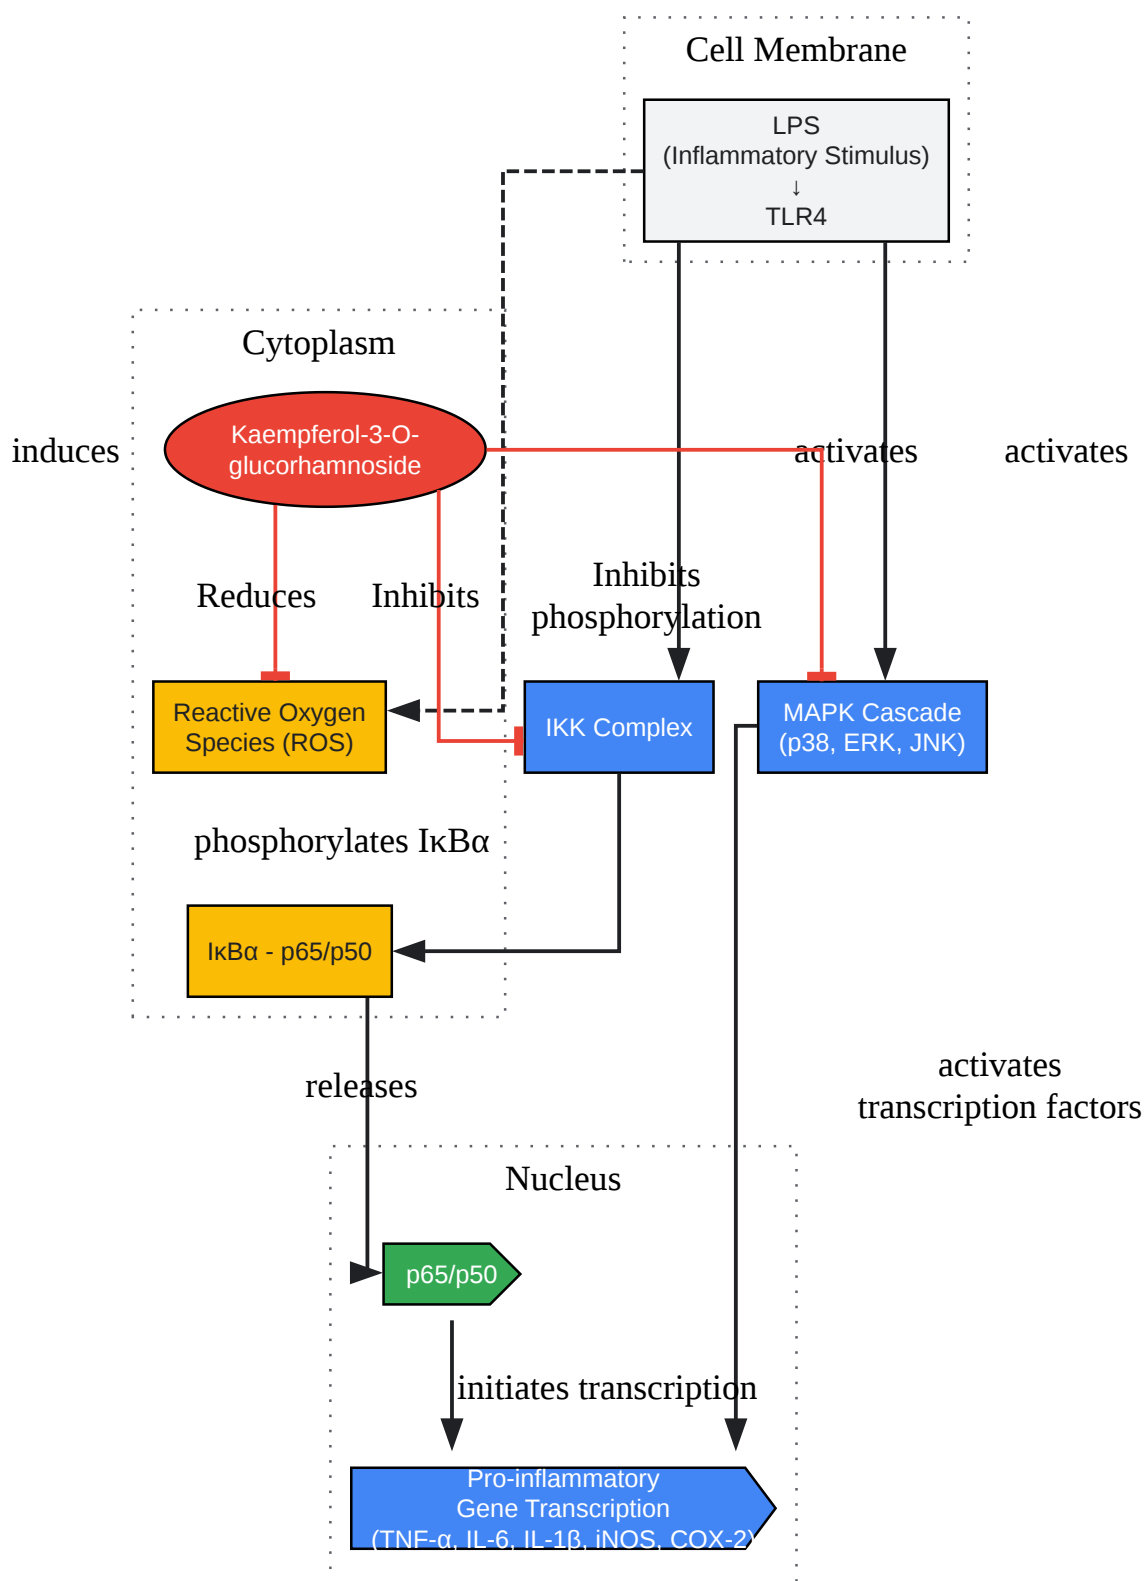 Cell Membrane
LPS
(Inflammatory Stimulus)
↓
TLR4
Cytoplasm
induces
Kaempferol-3-O-
glucorhamnoside
activates
activates
Reduces
Inhibits
Inhibits
phosphorylation
Reactive Oxygen
Species (ROS)
IKK Complex
MAPK Cascade
(p38, ERK, JNK)
phosphorylates IκBα
IκBα - p65/p50
releases
activates
transcription factors
Nucleus
p65/p50
initiates transcription
Pro-inflammatory
Gene Transcription
(TNF-α, IL-6, IL-1β, iNOS, COX-2)